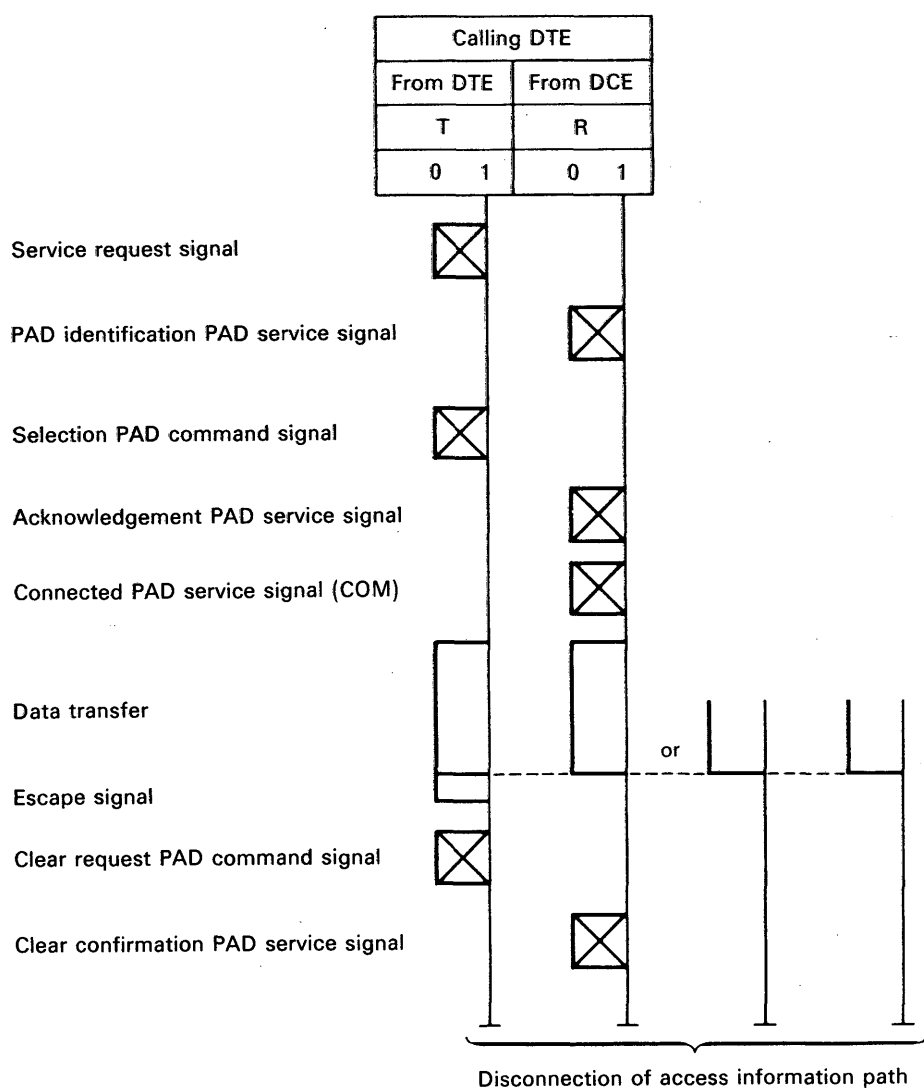 Calling DTE
From DTE From DCE
T R
0 1 0 1
Service request signal
PAD identification PAD service signal
Selection PAD command signal
Acknowledgement PAD service signal
Connected PAD service signal (COM)
Data transfer
or
Escape signal
Clear request PAD command signal
Clear confirmation PAD service signal
Disconnection of access information path